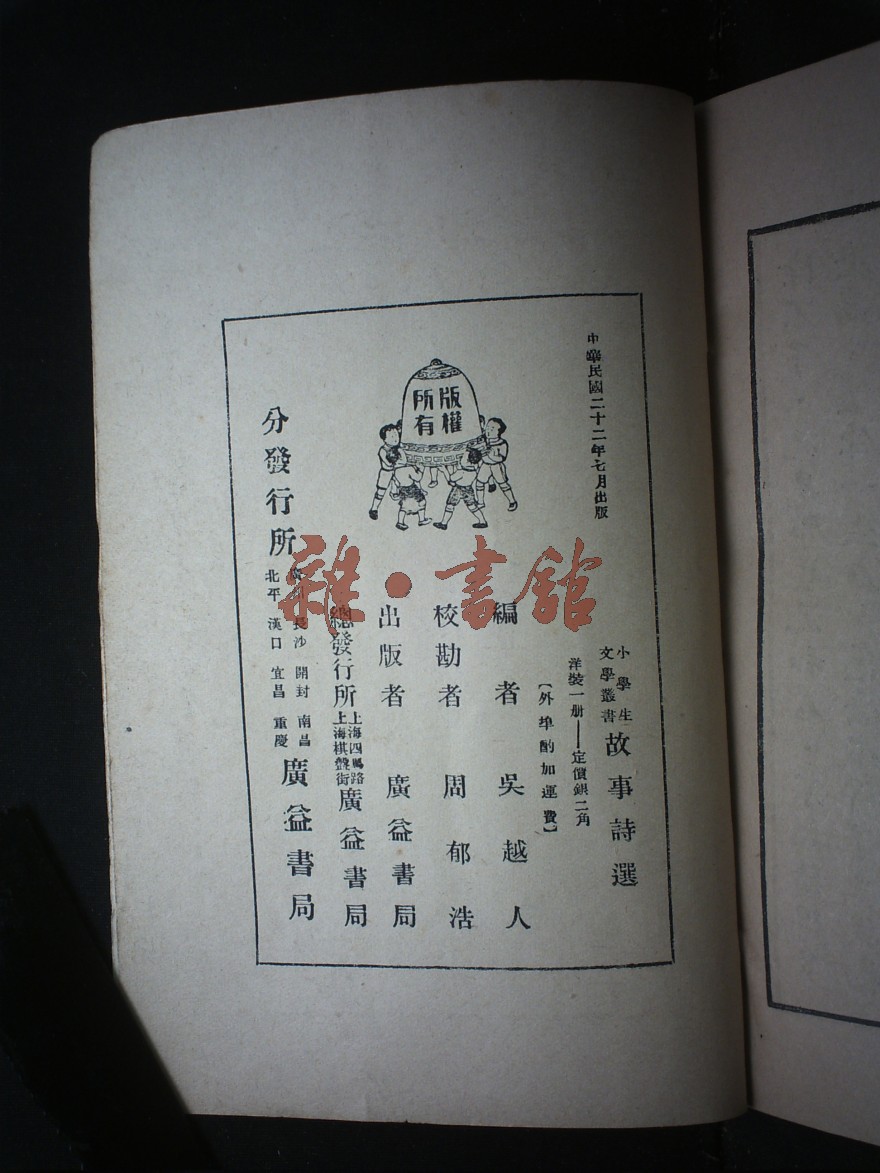 中華民國二十二年七月出版
小學生
文學叢書
故事詩選
洋裝一册——定價銀二角
【外埠酌加運費】
編者 吳越人
校勘者 周郁浩
出版者 廣益書局
總發行所 上海四馬路 上海棋盤街 廣益書局
分發行所
長沙 開封 南昌
北平 漢口 宜昌 重慶
廣益書局
版權
所有
雜·書館